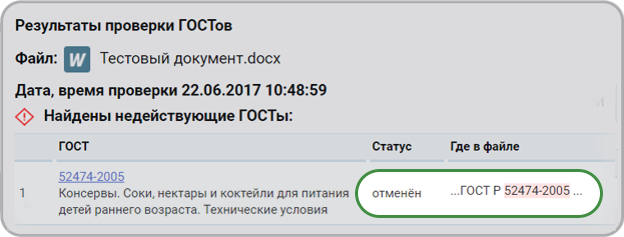 Результаты проверки ГОСТов
Файл: W Тестовый документ.docx
Дата, время проверки 22.06.2017 10:48:59
Найдены недействующие ГОСТы:
ГОСТ Статус Где в файле
1 52474-2005 отменён ...ГОСТ Р 52474-2005 ...
Консервы. Соки, нектары и коктейли для питания
детей раннего возраста. Технические условия